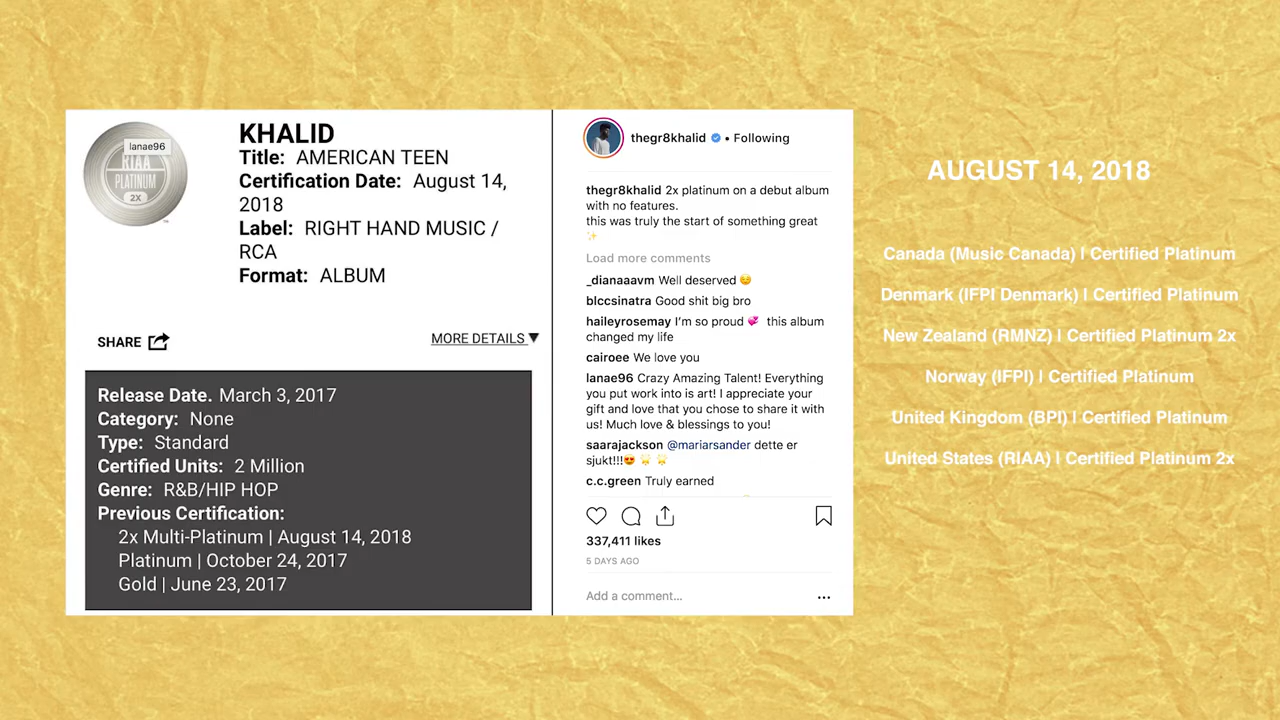 lanae96
RIAA
PLATINUM
2X
KHALID
Title: AMERICAN TEEN
Certification Date: August 14,
2018
Label: RIGHT HAND MUSIC /
RCA
Format: ALBUM
SHARE
MORE DETAILS ▼
Release Date. March 3, 2017
Category: None
Type: Standard
Certified Units: 2 Million
Genre: R&B/HIP HOP
Previous Certification:
2x Multi-Platinum | August 14, 2018
Platinum | October 24, 2017
Gold | June 23, 2017
thegr8khalid • Following
thegr8khalid 2x platinum on a debut album
with no features.
this was truly the start of something great
✨
Load more comments
_dianaaavm Well deserved ☺️
blccsinatra Good shit big bro
haileyrosemay I'm so proud 💞 this album
changed my life
cairoee We love you
lanae96 Crazy Amazing Talent! Everything
you put work into is art! I appreciate your
gift and love that you chose to share it with
us! Much love & blessings to you!
saarajackson @mariarsander dette er
sjukt!!!😍 🌟 🌟
c.c.green Truly earned
337,411 likes
5 DAYS AGO
Add a comment...
AUGUST 14, 2018
Canada (Music Canada) | Certified Platinum
Denmark (IFPI Denmark) | Certified Platinum
New Zealand (RMNZ) | Certified Platinum 2x
Norway (IFPI) | Certified Platinum
United Kingdom (BPI) | Certified Platinum
United States (RIAA) | Certified Platinum 2x